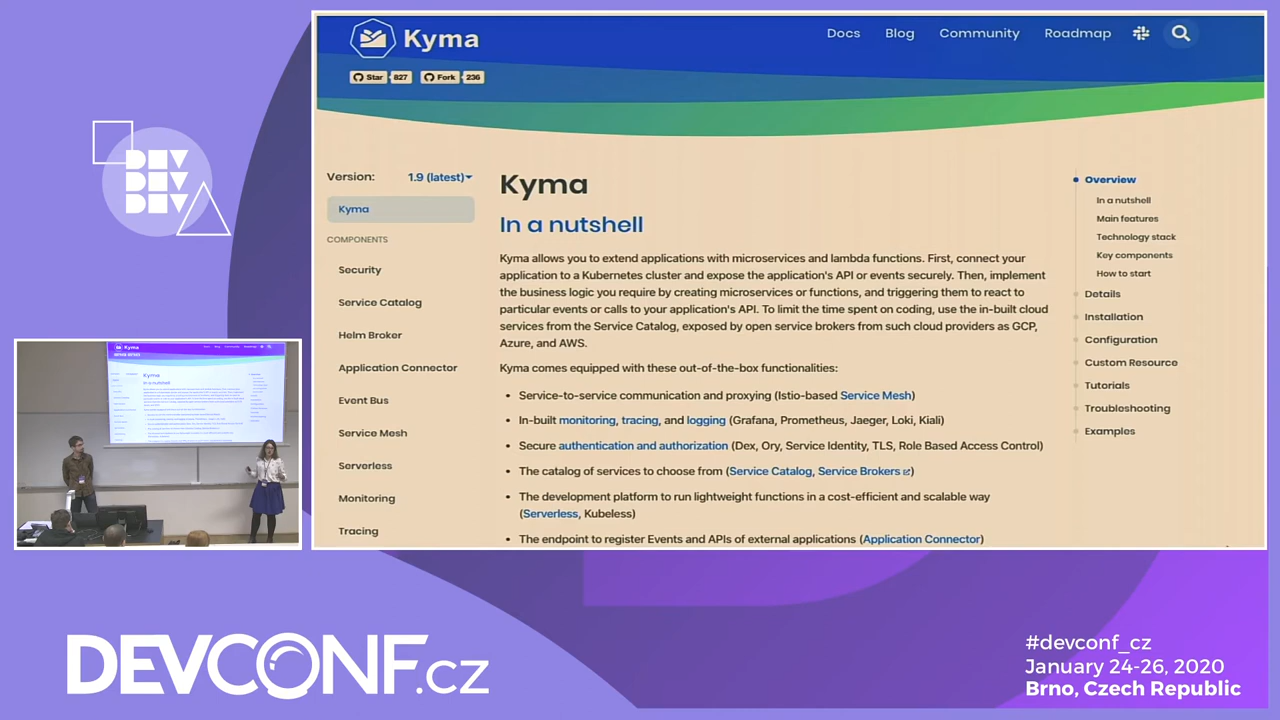 Kyma
Docs
Blog
Community
Roadmap
Star 827
Fork 236
Version: 1.9 (latest)
Kyma
COMPONENTS
Security
Service Catalog
Helm Broker
Application Connector
Event Bus
Service Mesh
Serverless
Monitoring
Tracing
Kyma
In a nutshell
Kyma allows you to extend applications with microservices and lambda functions. First, connect your
application to a Kubernetes cluster and expose the application's API or events securely. Then, implement
the business logic you require by creating microservices or functions, and triggering them to react to
particular events or calls to your application's API. To limit the time spent on coding, use the in-built cloud
services from the Service Catalog, exposed by open service brokers from such cloud providers as GCP,
Azure, and AWS.
Kyma comes equipped with these out-of-the-box functionalities:
• Service-to-service communication and proxying (Istio-based Service Mesh)
• In-built monitoring, tracing, and logging (Grafana, Prometheus, Jaeger, Loki, Kiali)
• Secure authentication and authorization (Dex, Ory, Service Identity, TLS, Role Based Access Control)
• The catalog of services to choose from (Service Catalog, Service Brokers)
• The development platform to run lightweight functions in a cost-efficient and scalable way
(Serverless, Kubeless)
• The endpoint to register Events and APIs of external applications (Application Connector)
Overview
In a nutshell
Main features
Technology stack
Key components
How to start
Details
Installation
Configuration
Custom Resource
Tutorials
Troubleshooting
Examples
DEV
DEV
DEV
Kyma
In a nutshell
DEVCONF.cz
#devconf_cz
January 24-26, 2020
Brno, Czech Republic